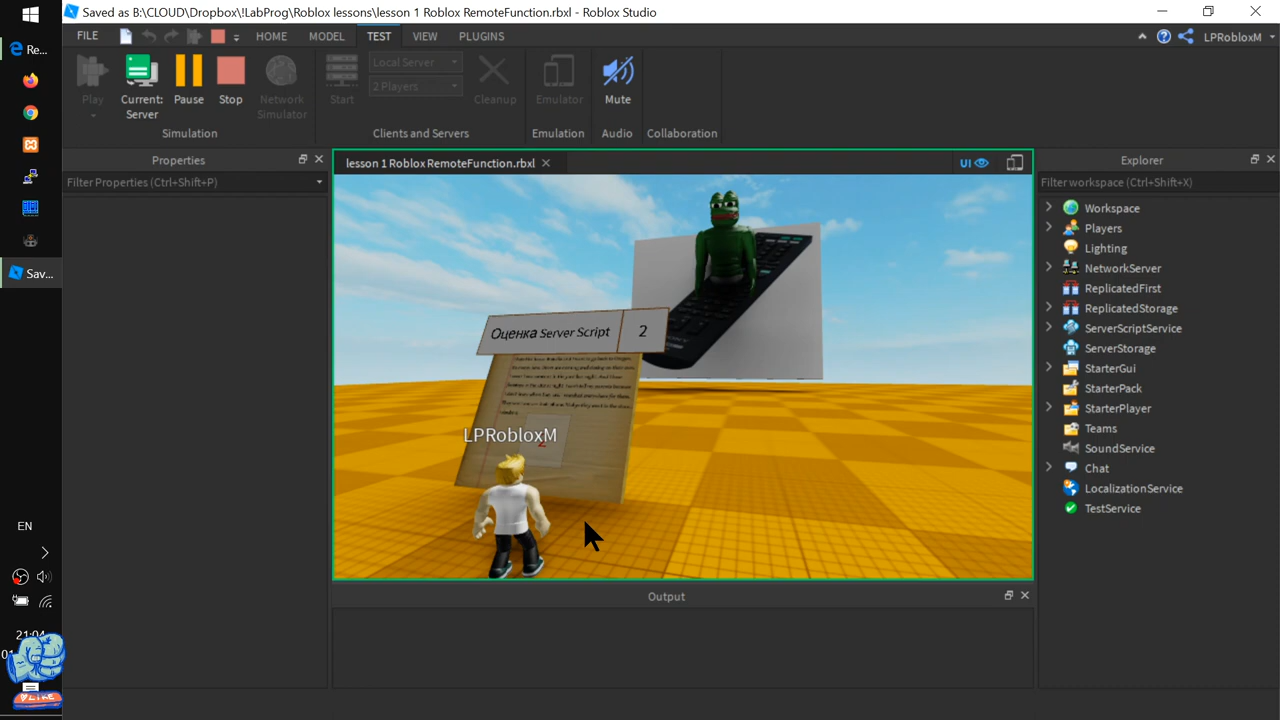 Saved as B:\CLOUD\Dropbox\!LabProg\Roblox lessons\lesson 1 Roblox RemoteFunction.rbxl - Roblox Studio
FILE HOME MODEL TEST VIEW PLUGINS LPRobloxM
Play
Current: Server
Pause
Stop
Network Simulator
Simulation
Start
Local Server
2 Players
Cleanup
Clients and Servers
Emulator
Emulation
Mute
Audio
Collaboration
Properties
Filter Properties (Ctrl+Shift+P)
lesson 1 Roblox RemoteFunction.rbxl
UI
Оценка Server Script 2
2
LPRobloxM
Output
Explorer
Filter workspace (Ctrl+Shift+X)
Workspace
Players
Lighting
NetworkServer
ReplicatedFirst
ReplicatedStorage
ServerScriptService
ServerStorage
StarterGui
StarterPack
StarterPlayer
Teams
SoundService
Chat
LocalizationService
TestService
Re...
Sav...
EN
21:04
LIKE